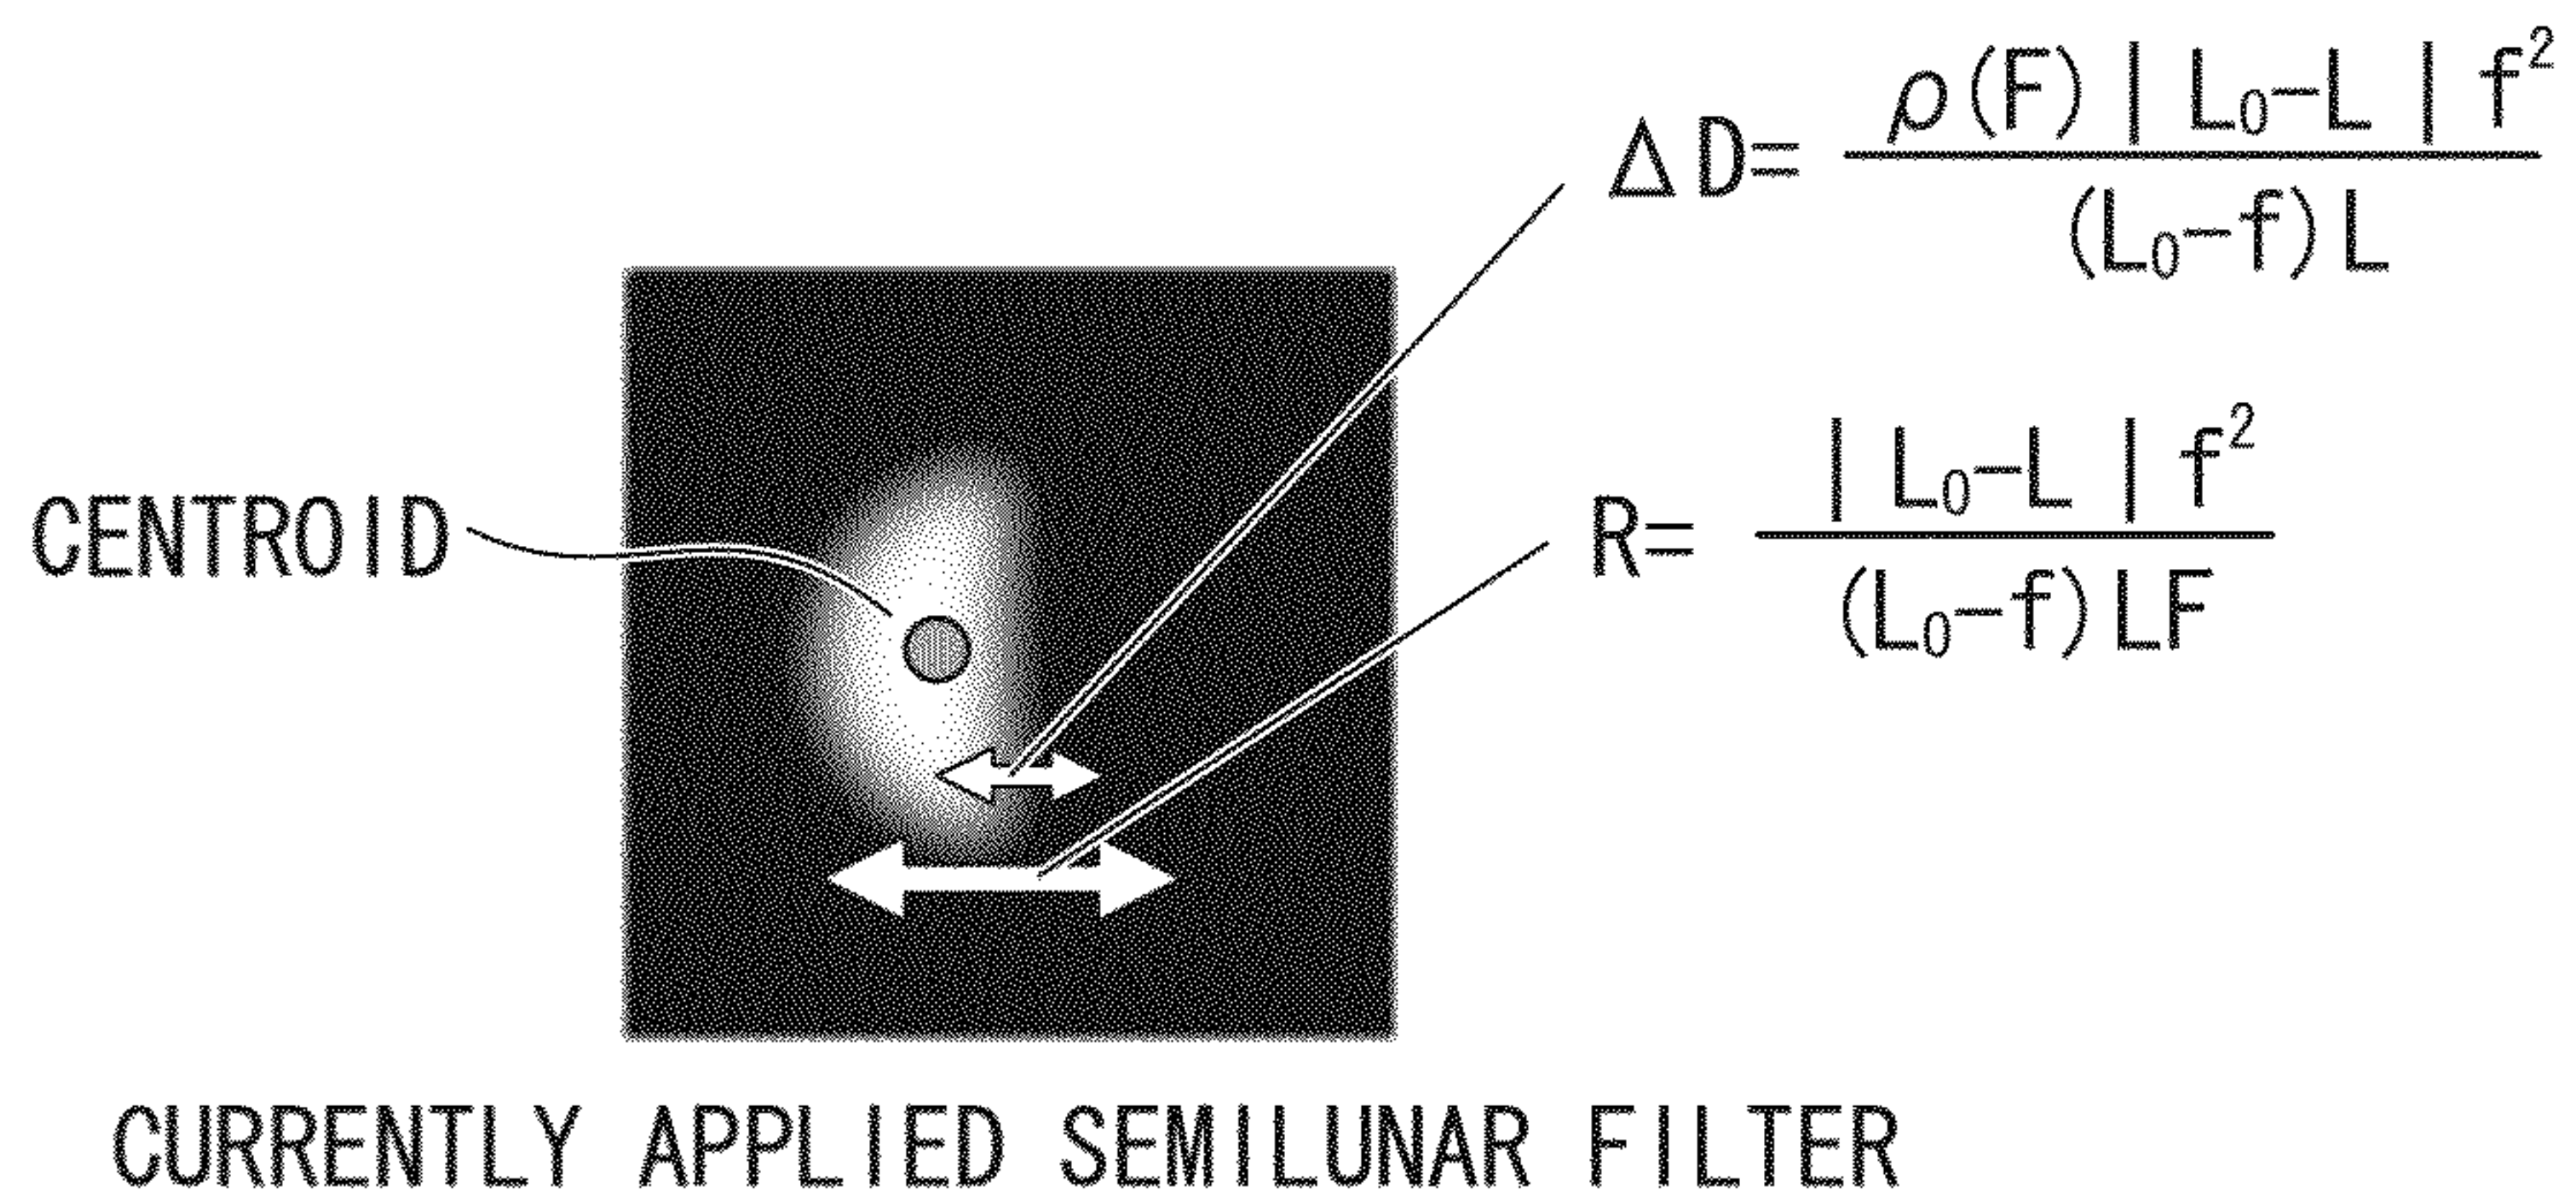 ΔD= ρ(F) | L₀-L | f² / (L₀-f) L
R= | L₀-L | f² / (L₀-f) LF
CENTROID
CURRENTLY APPLIED SEMILUNAR FILTER